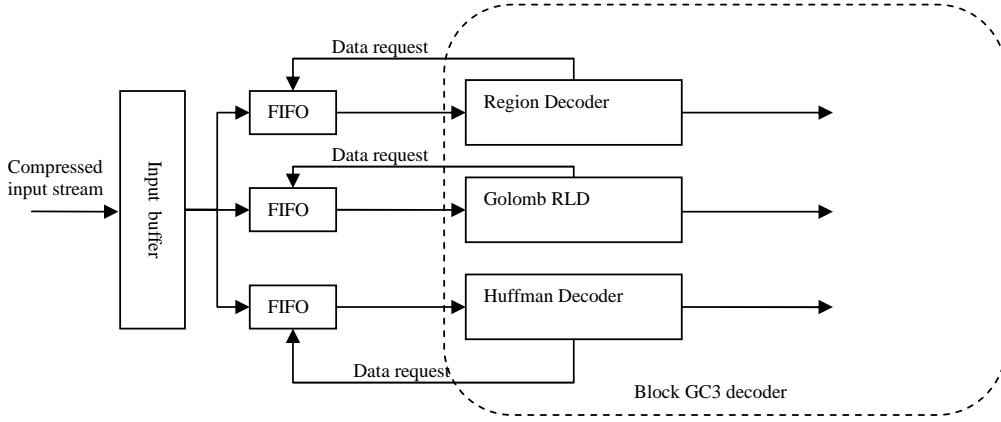 Data request
FIFO
Region Decoder
Compressed
input stream
Input buffer
Data request
FIFO
Golomb RLD
FIFO
Huffman Decoder
Data request
Block GC3 decoder